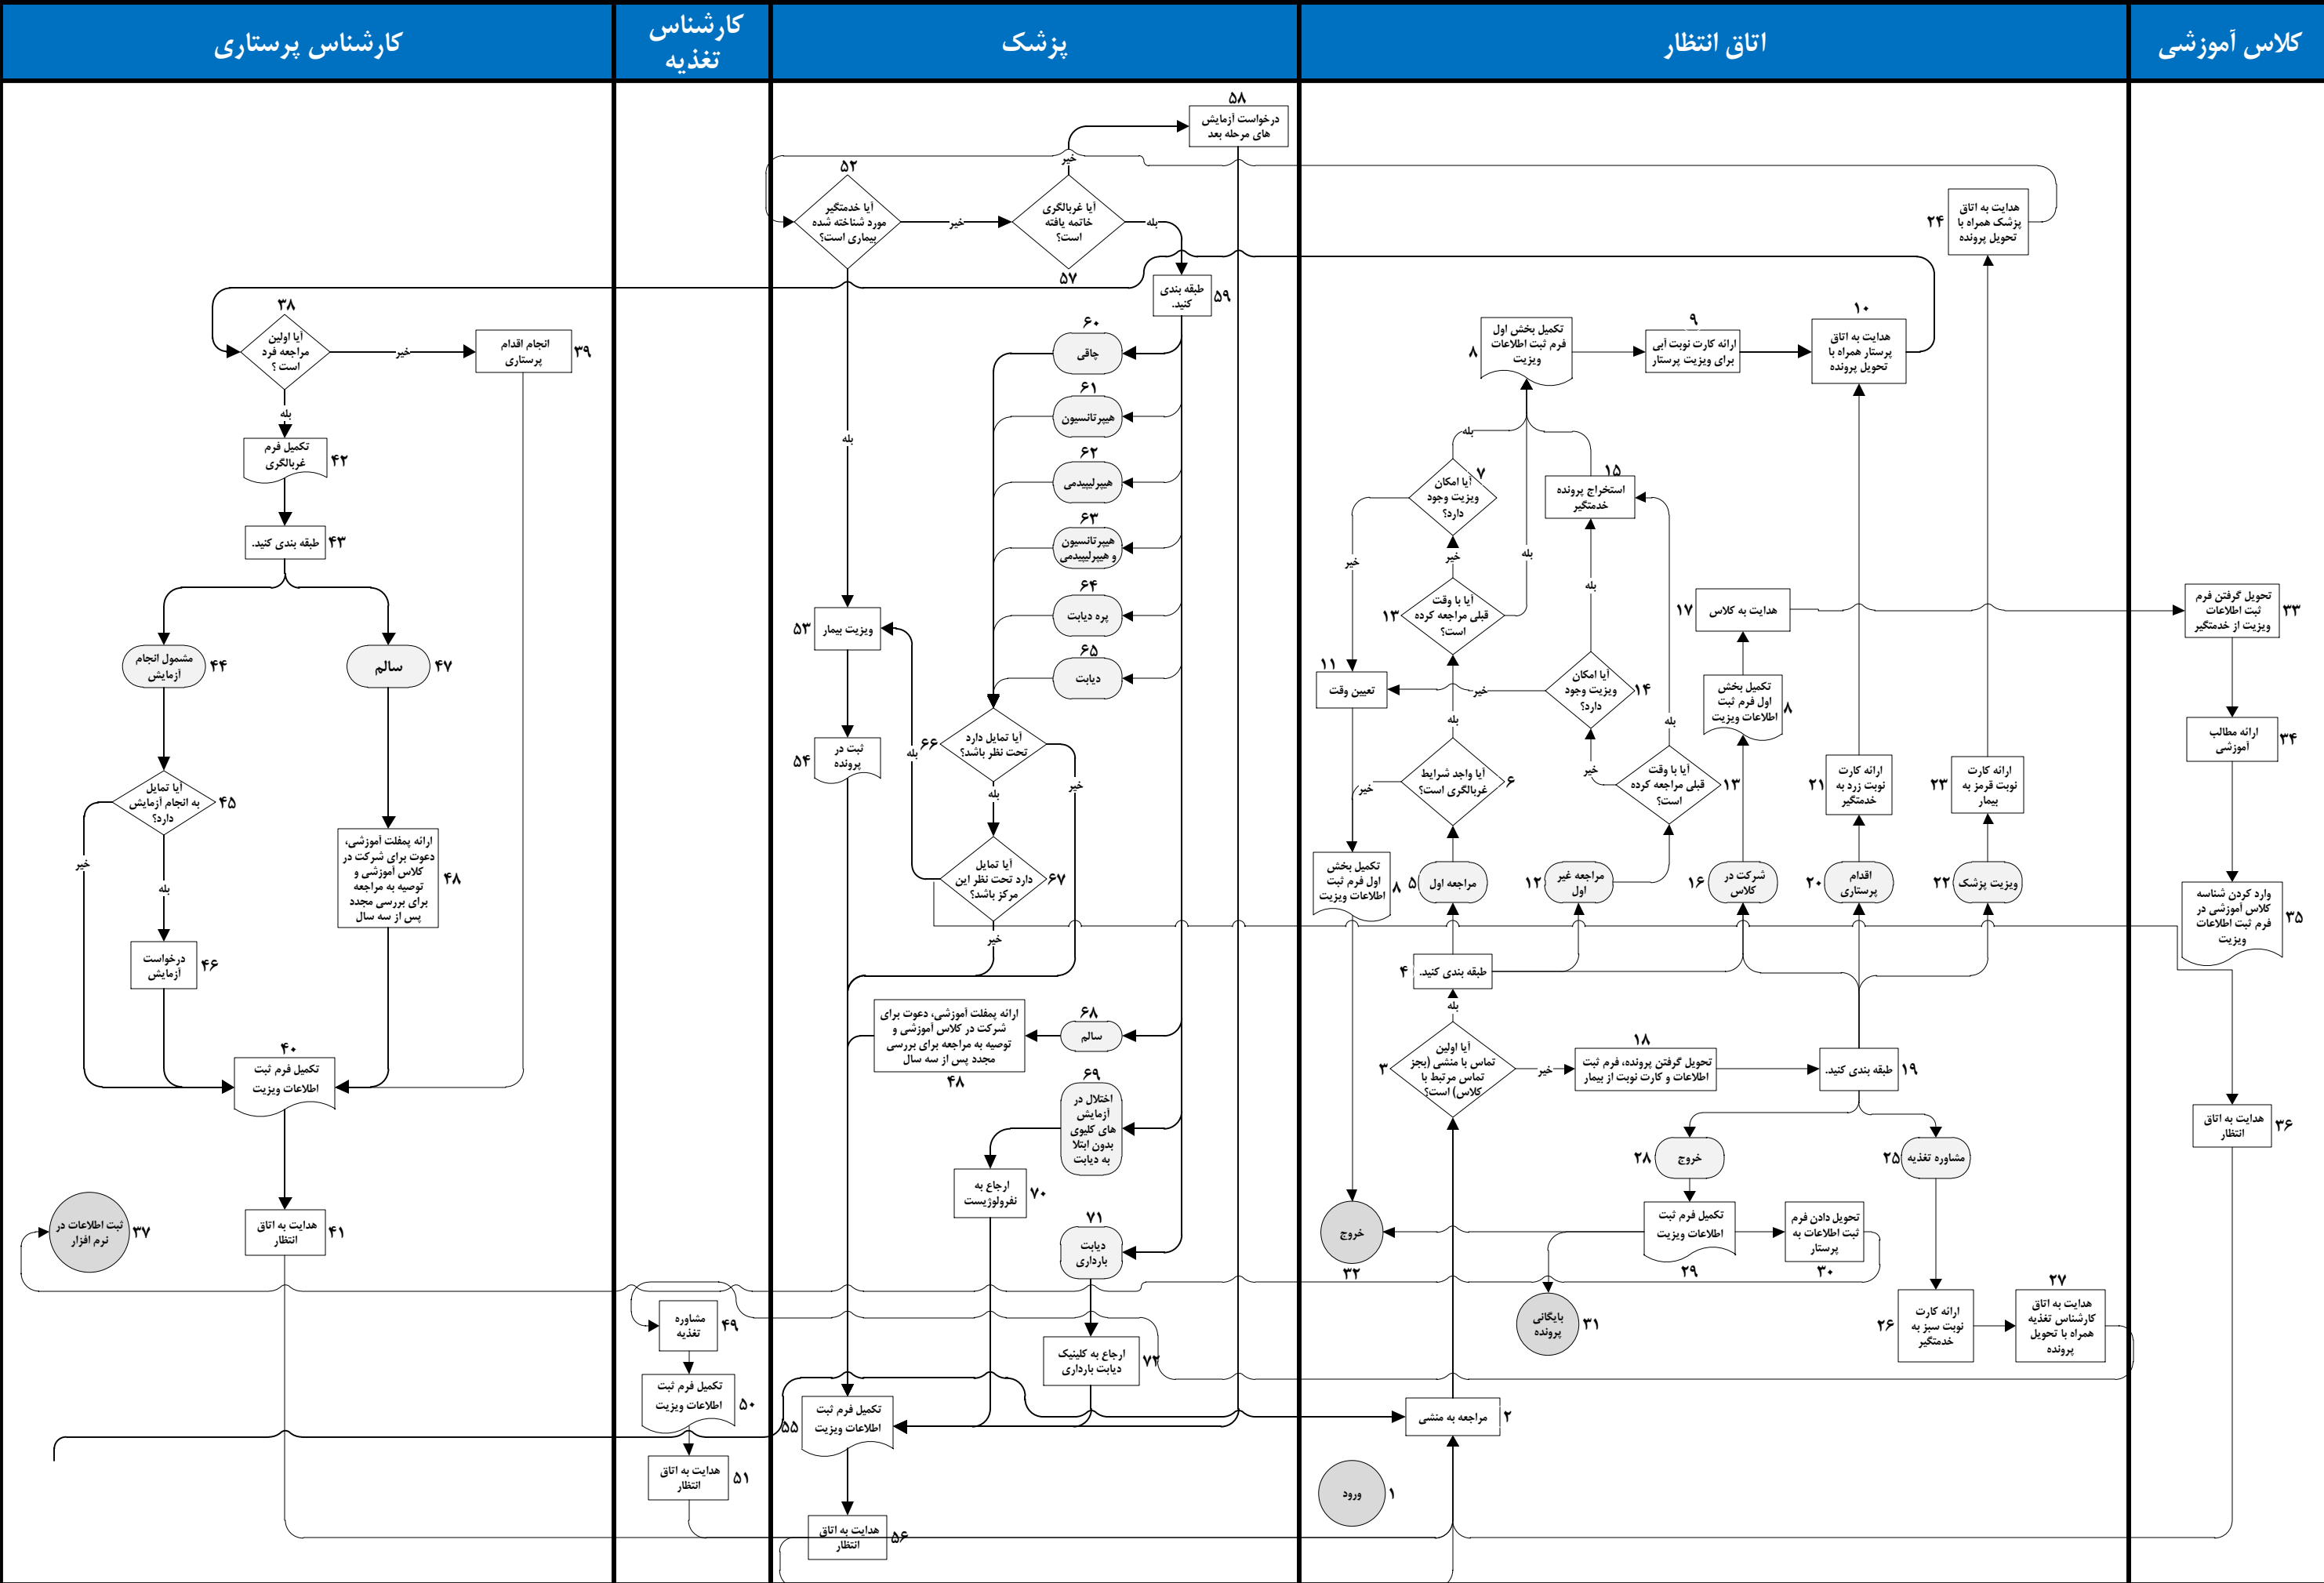 کلاس آموزشی
اتاق انتظار
پزشک
کارشناس
تغذیه
کارشناس پرستاری
۳۳
تحویل گرفتن فرم
ثبت اطلاعات
ویزیت از خدمتگیر
۳۴
ارائه مطالب
آموزشی
۳۵
وارد کردن شناسه
کلاس آموزشی در
فرم ثبت اطلاعات
ویزیت
۳۶
هدایت به اتاق
انتظار
۲۴
هدایت به اتاق
پزشک همراه با
تحویل پرونده
۱۰
هدایت به اتاق
پرستار همراه با
تحویل پرونده
۹
ارائه کارت نوبت آبی
برای ویزیت پرستار
۸
تکمیل بخش اول
فرم ثبت اطلاعات
ویزیت
بله
۷
آیا امکان
ویزیت وجود
دارد؟
خیر
خیر
بله
۱۵
استخراج پرونده
خدمتگیر
بله
۱۳
آیا با وقت
قبلی مراجعه کرده
است؟
۱۷
هدایت به کلاس
۱۱
تعیین وقت
خیر
۱۴
آیا امکان
ویزیت وجود
دارد؟
بله
بله
۸
تکمیل بخش
اول فرم ثبت
اطلاعات ویزیت
۶
آیا واجد شرایط
غربالگری است؟
خیر
خیر
۱۳
آیا با وقت
قبلی مراجعه کرده
است؟
۲۱
ارائه کارت
نوبت زرد به
خدمتگیر
۲۳
ارائه کارت
نوبت قرمز به
بیمار
۸
تکمیل بخش
اول فرم ثبت
اطلاعات ویزیت
۵
مراجعه اول
۱۲
مراجعه غیر
اول
۱۶
شرکت در
کلاس
۲۰
اقدام
پرستاری
۲۲
ویزیت پزشک
۴
طبقه بندی کنید.
بله
۳
آیا اولین
تماس با منشی (بجز
تماس مرتبط با
کلاس) است؟
خیر
۱۸
تحویل گرفتن پرونده، فرم ثبت
اطلاعات و کارت نوبت از بیمار
۱۹
طبقه بندی کنید.
۲۸
خروج
۲۵
مشاوره تغذیه
۳۲
خروج
۲۹
تکمیل فرم ثبت
اطلاعات ویزیت
۳۰
تحویل دادن فرم
ثبت اطلاعات به
پرستار
۳۱
بایگانی
پرونده
۲۶
ارائه کارت
نوبت سبز به
خدمتگیر
۲۷
هدایت به اتاق
کارشناس تغذیه
همراه با تحویل
پرونده
۲
مراجعه به منشی
۱
ورود
۵۸
درخواست آزمایش
های مرحله بعد
خیر
۵۲
آیا خدمتگیر
مورد شناخته شده
بیماری است؟
خیر
آیا غربالگری
خاتمه یافته
است؟
۵۷
بله
۵۹
طبقه بندی
کنید.
۶۰
چاقی
۶۱
هیپرتانسیون
۶۲
هیپرلیپیدمی
۶۳
هیپرتانسیون
و هیپرلیپیدمی
۶۴
پره دیابت
۶۵
دیابت
بله
۵۳
ویزیت بیمار
۵۴
ثبت در
پرونده
۶۶
آیا تمایل دارد
تحت نظر باشد؟
بله
خیر
بله
۶۷
آیا تمایل
دارد تحت نظر این
مرکز باشد؟
خیر
۶۸
سالم
ارائه پمفلت آموزشی، دعوت برای
شرکت در کلاس آموزشی و
توصیه به مراجعه برای بررسی
مجدد پس از سه سال
۴۸
۶۹
اختلال در
آزمایش
های کلیوی
بدون ابتلا
به دیابت
۷۰
ارجاع به
نفرولوژیست
۷۱
دیابت
بارداری
۷۲
ارجاع به کلینیک
دیابت بارداری
۵۵
تکمیل فرم ثبت
اطلاعات ویزیت
۵۶
هدایت به اتاق
انتظار
۴۹
مشاوره
تغذیه
۵۰
تکمیل فرم ثبت
اطلاعات ویزیت
۵۱
هدایت به اتاق
انتظار
۳۸
آیا اولین
مراجعه فرد
است ؟
خیر
۳۹
انجام اقدام
پرستاری
بله
۴۲
تکمیل فرم
غربالگری
۴۳
طبقه بندی کنید.
۴۴
مشمول انجام
آزمایش
۴۷
سالم
۴۵
آیا تمایل
به انجام آزمایش
دارد؟
خیر
بله
۴۸
ارائه پمفلت آموزشی،
دعوت برای شرکت در
کلاس آموزشی و
توصیه به مراجعه
برای بررسی مجدد
پس از سه سال
۴۶
درخواست
آزمایش
۴۰
تکمیل فرم ثبت
اطلاعات ویزیت
۴۱
هدایت به اتاق
انتظار
۳۷
ثبت اطلاعات در
نرم افزار